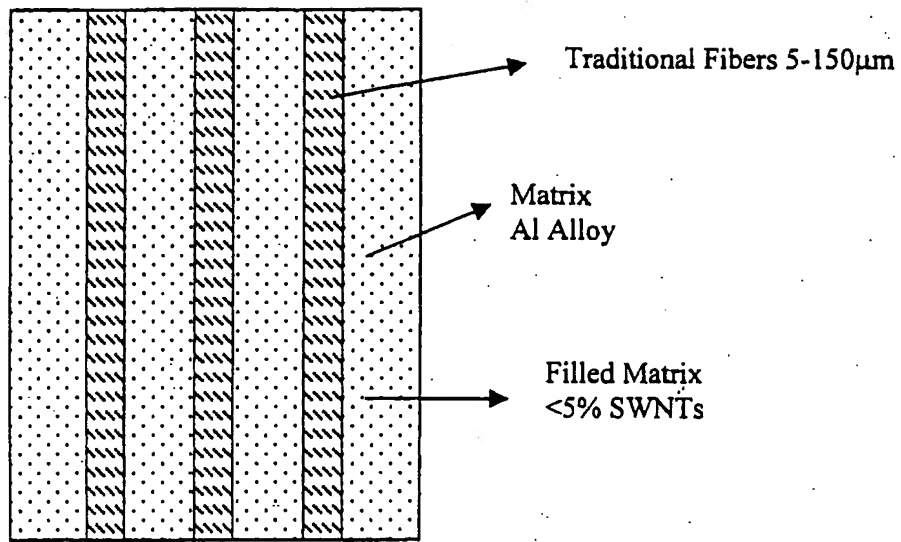 Traditional Fibers 5-150μm
Matrix
Al Alloy
Filled Matrix
<5% SWNTs